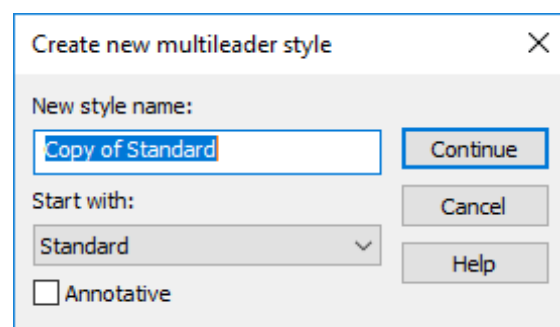 Create new multileader style
New style name:
Copy of Standard
Continue
Start with:
Cancel
Standard
Help
Annotative